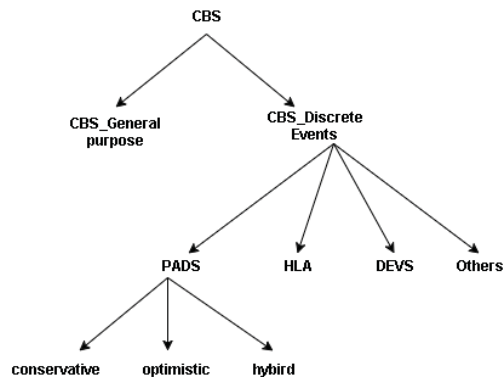 CBS
CBS_General
purpose
CBS_Discrete
Events
PADS
HLA
DEVS
Others
conservative
optimistic
hybird